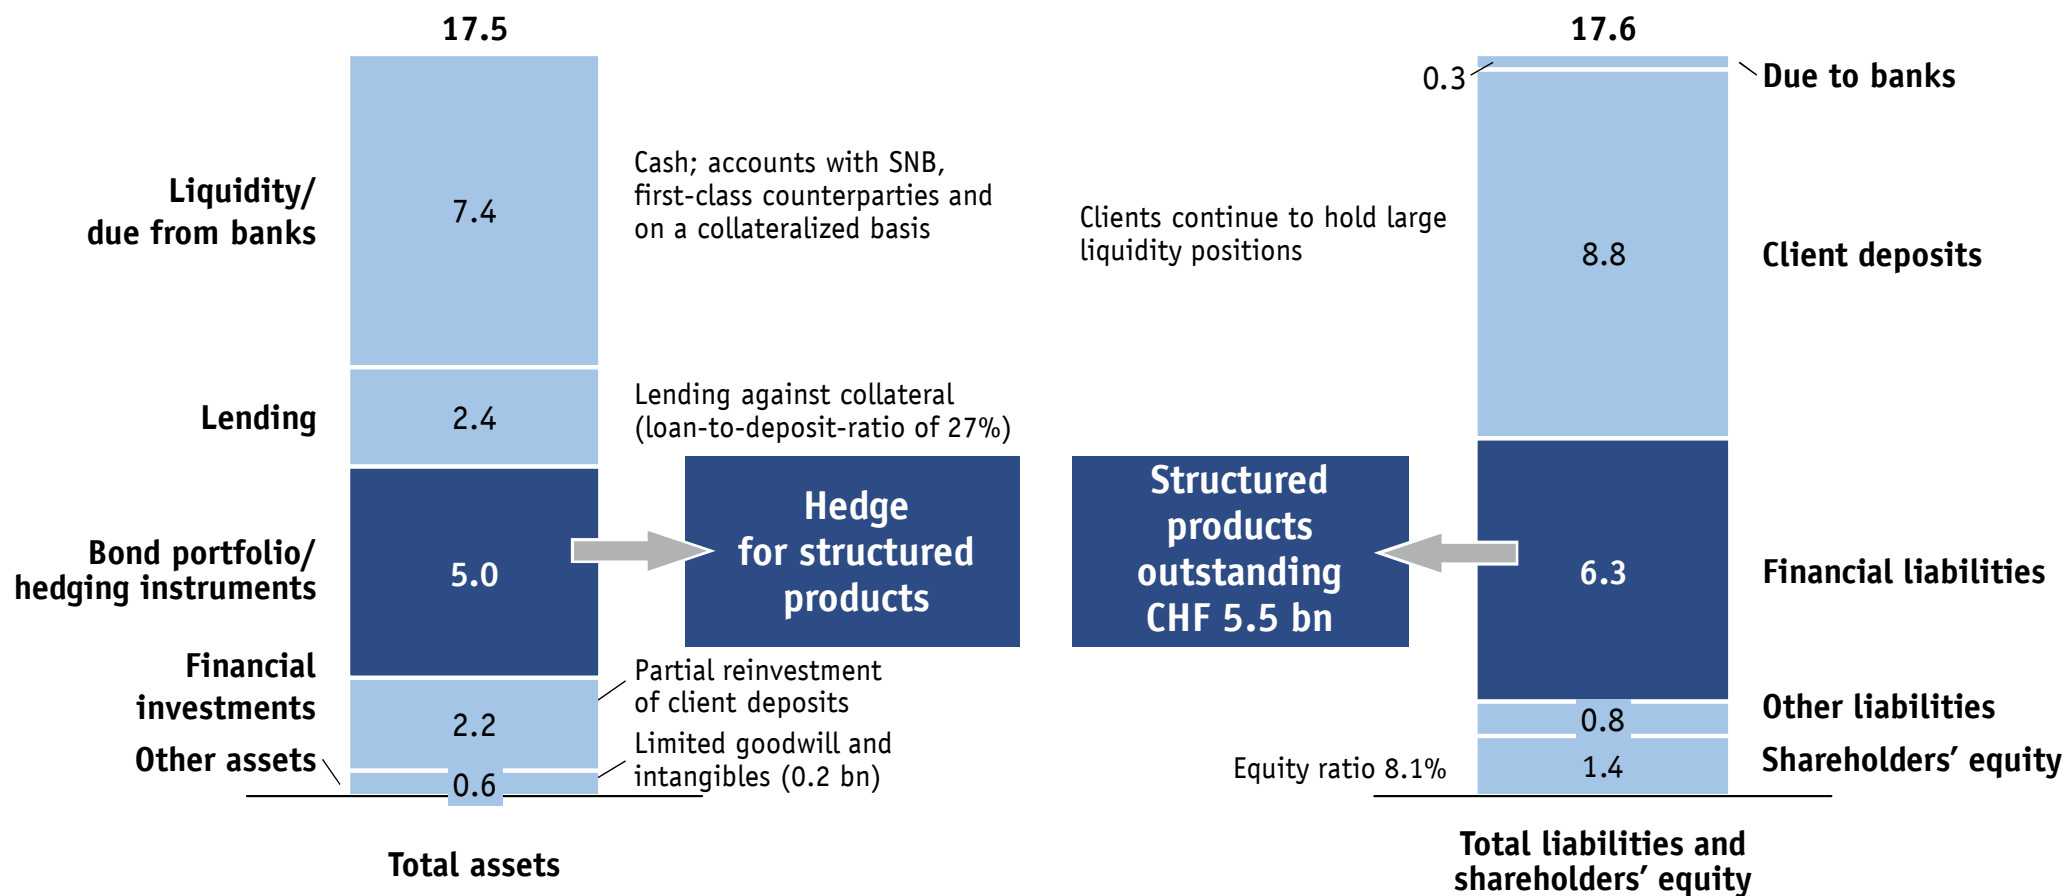 17.5
Liquidity/
due from banks
7.4
Cash; accounts with SNB,
first-class counterparties and
on a collateralized basis
Lending
2.4
Lending against collateral
(loan-to-deposit-ratio of 27%)
Bond portfolio/
hedging instruments
5.0
Hedge
for structured
products
Financial
investments
2.2
Partial reinvestment
of client deposits
Other assets
0.6
Limited goodwill and
intangibles (0.2 bn)
Total assets
17.6
0.3
Due to banks
Clients continue to hold large
liquidity positions
8.8
Client deposits
Structured
products
outstanding
CHF 5.5 bn
6.3
Financial liabilities
0.8
Other liabilities
Equity ratio 8.1%
1.4
Shareholders’ equity
Total liabilities and
shareholders’ equity